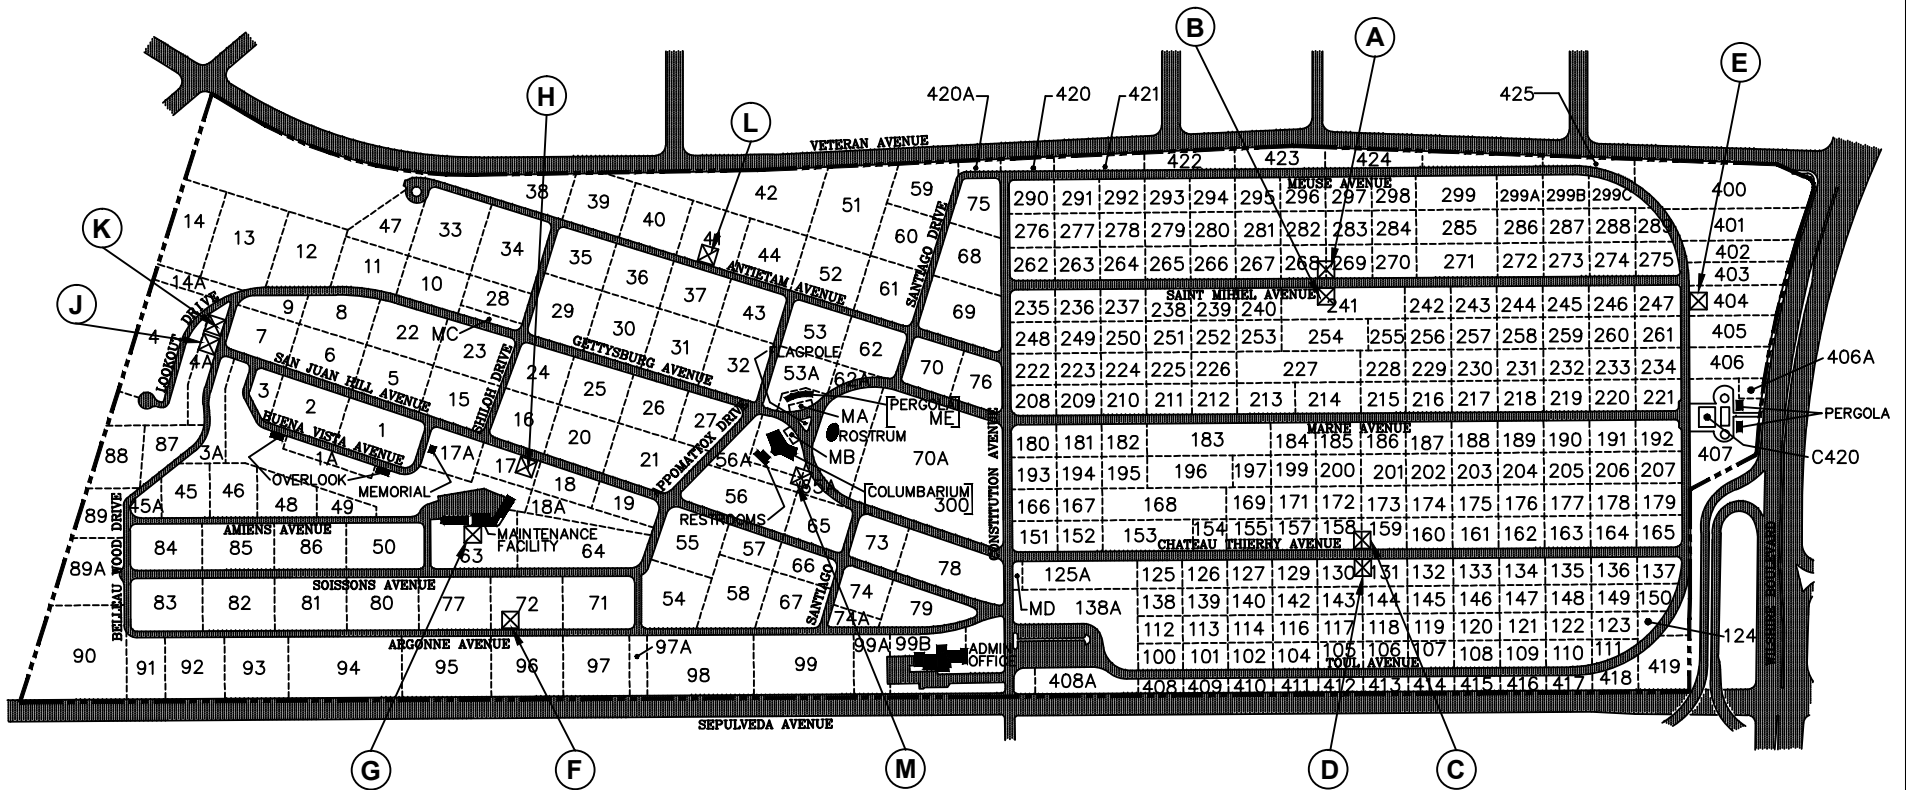 B A E
H L
420A 420 421 425
VETERAN AVENUE
422 423 424
MEUSE AVENUE
38 39 40 42 51 59 75
14 13 12 47 33 34 60 68
K J
290 291 292 293 294 295 296 297 298 299 299A 299B 299C 400
276 277 278 279 280 281 282 283 284 285 286 287 288 289 401
402
262 263 264 265 266 267 268 269 270 271 272 273 274 275 403
SAINT MIHIEL AVENUE
235 236 237 238 239 240 241 242 243 244 245 246 247 404
248 249 250 251 252 253 254 255 256 257 258 259 260 261 405
222 223 224 225 226 227 228 229 230 231 232 233 234 406
406A
208 209 210 211 212 213 214 215 216 217 218 219 220 221
PERGOLA
MARNE AVENUE
180 181 182 183 184 185 186 187 188 189 190 191 192
407
C420
193 194 195 196 197 199 200 201 202 203 204 205 206 207
166 167 168 169 171 172 173 174 175 176 177 178 179
151 152 153 154 155 157 158 159 160 161 162 163 164 165
CHATEAU THIERRY AVENUE
125A 125 126 127 129 130 131 132 133 134 135 136 137
MD 138A 138 139 140 142 143 144 145 146 147 148 149 150
112 113 114 116 117 118 119 120 121 122 123 124
100 101 102 104 105 106 107 108 109 110 111
TOUL AVENUE
408A 408 409 410 411 412 413 414 415 416 417 418 419
WILSHIRE BOULEVARD
CONSTITUTION AVENUE
SANTIAGO DRIVE
ANTIETAM AVENUE
11 10 28 35 36 37 43 44 52 61 69
14A 9 8 22 MC 29 30 31 32 53 62 70 76
LOOKOUT DRIVE
4 4A 7 6 5 23 15
GETTYSBURG AVENUE
SHILOH DRIVE
SAN JUAN HILL AVENUE
24 25 26 27
FLAGPOLE
53A 62A
PERGOLA
ME
MA
ROSTRUM
MB
70A
COLUMBARIUM
300
3 2 1
BUENA VISTA AVENUE
16 20 21
56A 56 65
RESTROOMS
88 87 3A 1A 17A 17 18 19
OVERLOOK
MEMORIAL
89 45A 45 46 48 49 18A
BELLEAU WOOD DRIVE
AMIENS AVENUE
84 85 86 50 63 64
MAINTENANCE
FACILITY
89A
55 57 66 73 78
SOISSONS AVENUE
83 82 81 80 77 72 71 54 58 67 74 79
SANTIAGO
74A
ARGONNE AVENUE
90 91 92 93 94 95 96 97 97A 98 99 99A 99B
ADMIN
OFFICE
SEPULVEDA AVENUE
G F M D C